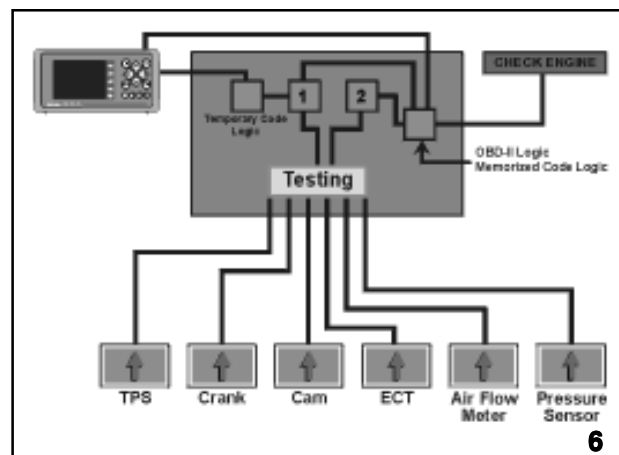 CHECK ENGINE
1
2
Temporary Code
Logic
OBD-II Logic
Memorized Code Logic
Testing
TPS
Crank
Cam
ECT
Air Flow
Meter
Pressure
Sensor
6